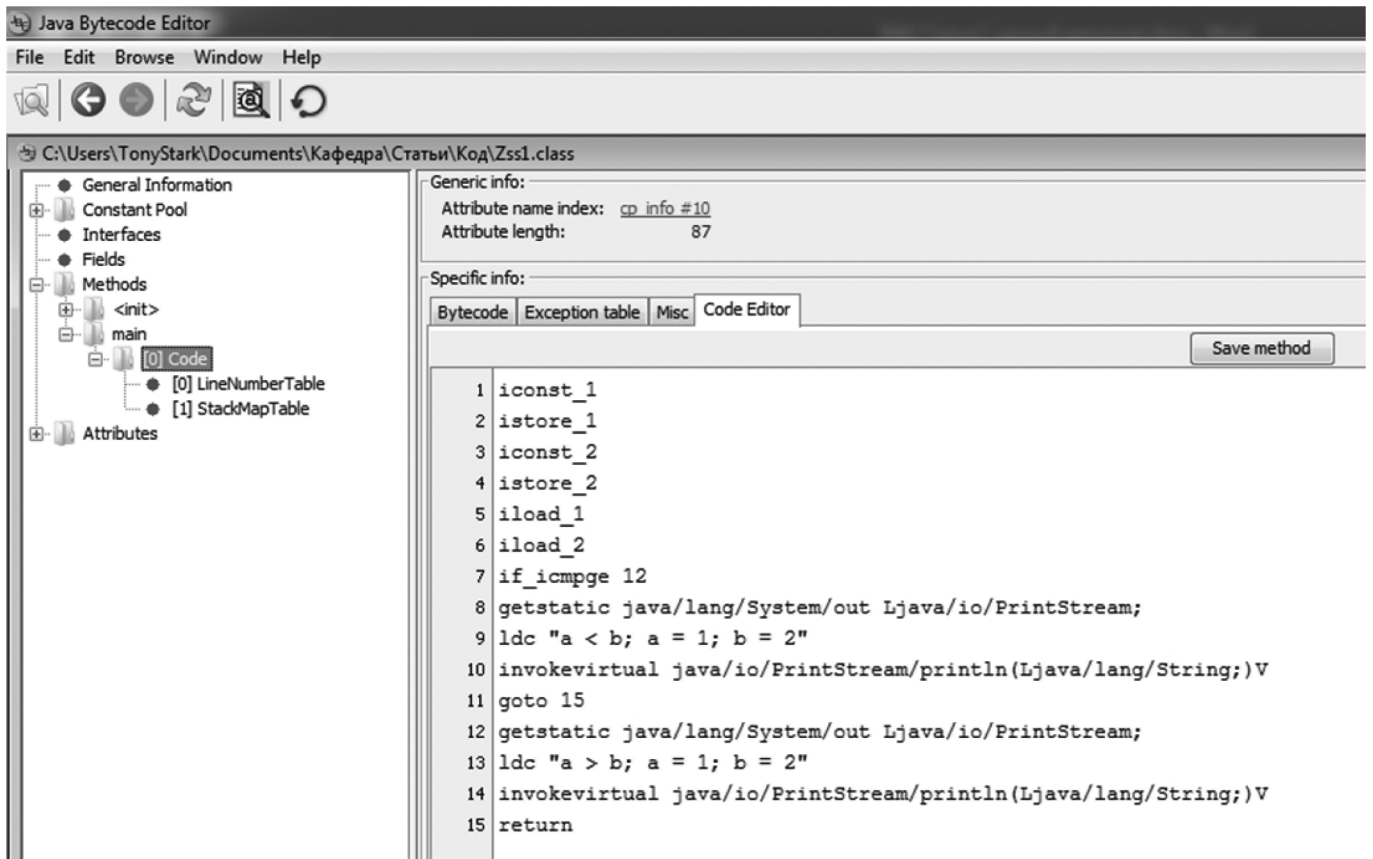 Java Bytecode Editor
File Edit Browse Window Help
C:\Users\TonyStark\Documents\Кафедра\Статьи\Код\Zss1.class
General Information
Constant Pool
Interfaces
Fields
Methods
<init>
main
[0] Code
[0] LineNumberTable
[1] StackMapTable
Attributes
Generic info:
Attribute name index: cp_info #10
Attribute length: 87
Specific info:
Bytecode Exception table Misc Code Editor
Save method
1 iconst_1
2 istore_1
3 iconst_2
4 istore_2
5 iload_1
6 iload_2
7 if_icmpge 12
8 getstatic java/lang/System/out Ljava/io/PrintStream;
9 ldc "a < b; a = 1; b = 2"
10 invokevirtual java/io/PrintStream/println(Ljava/lang/String;)V
11 goto 15
12 getstatic java/lang/System/out Ljava/io/PrintStream;
13 ldc "a > b; a = 1; b = 2"
14 invokevirtual java/io/PrintStream/println(Ljava/lang/String;)V
15 return